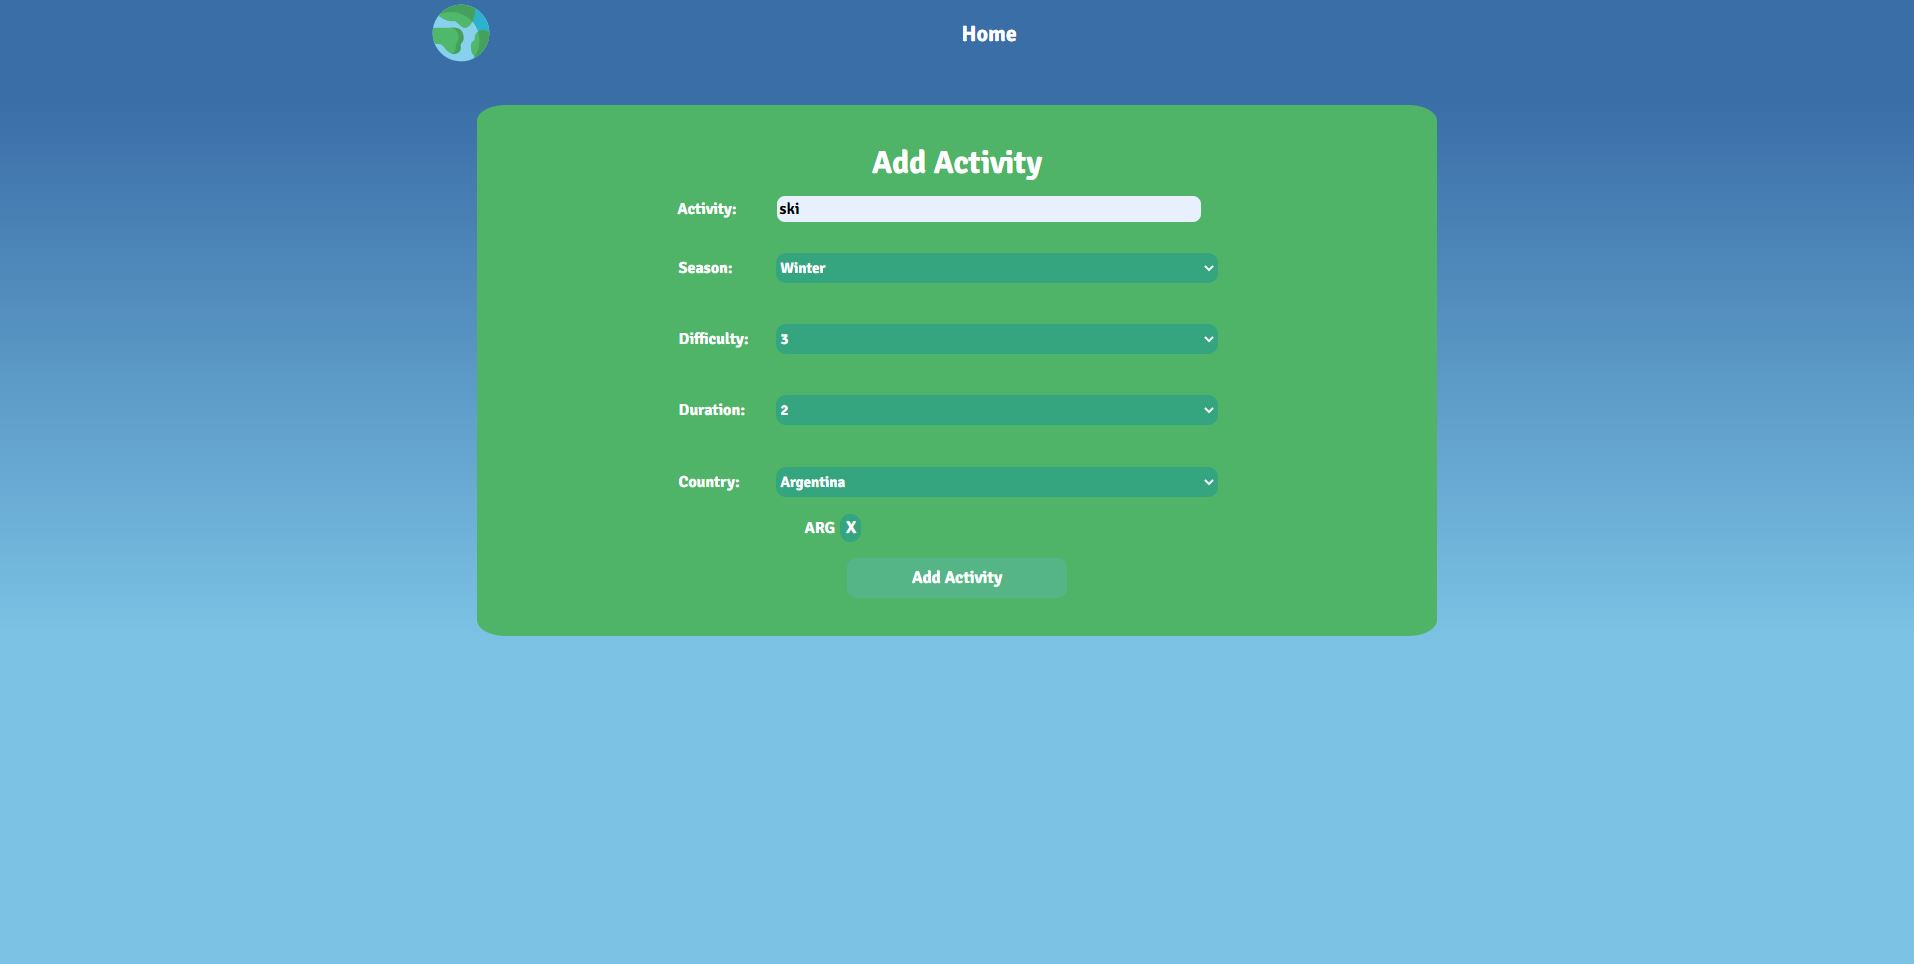 Home
Add Activity
Activity: ski
Season: Winter
Difficulty: 3
Duration: 2
Country: Argentina
ARG X
Add Activity